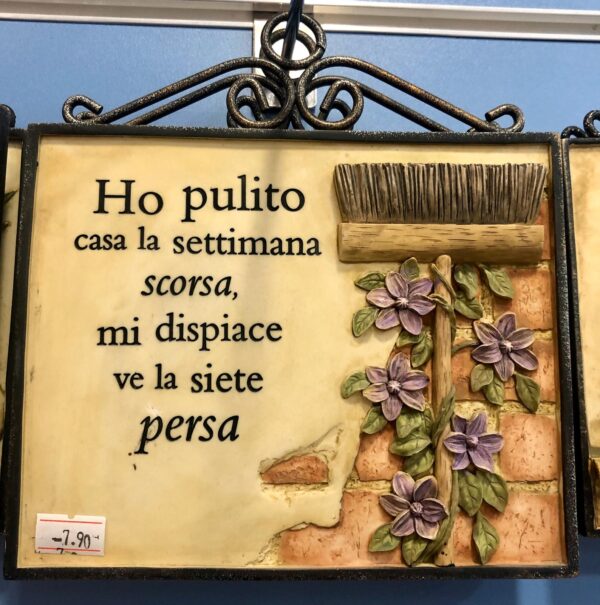 Ho pulito
casa la settimana
scorsa,
mi dispiace
ve la siete
persa
-7.90